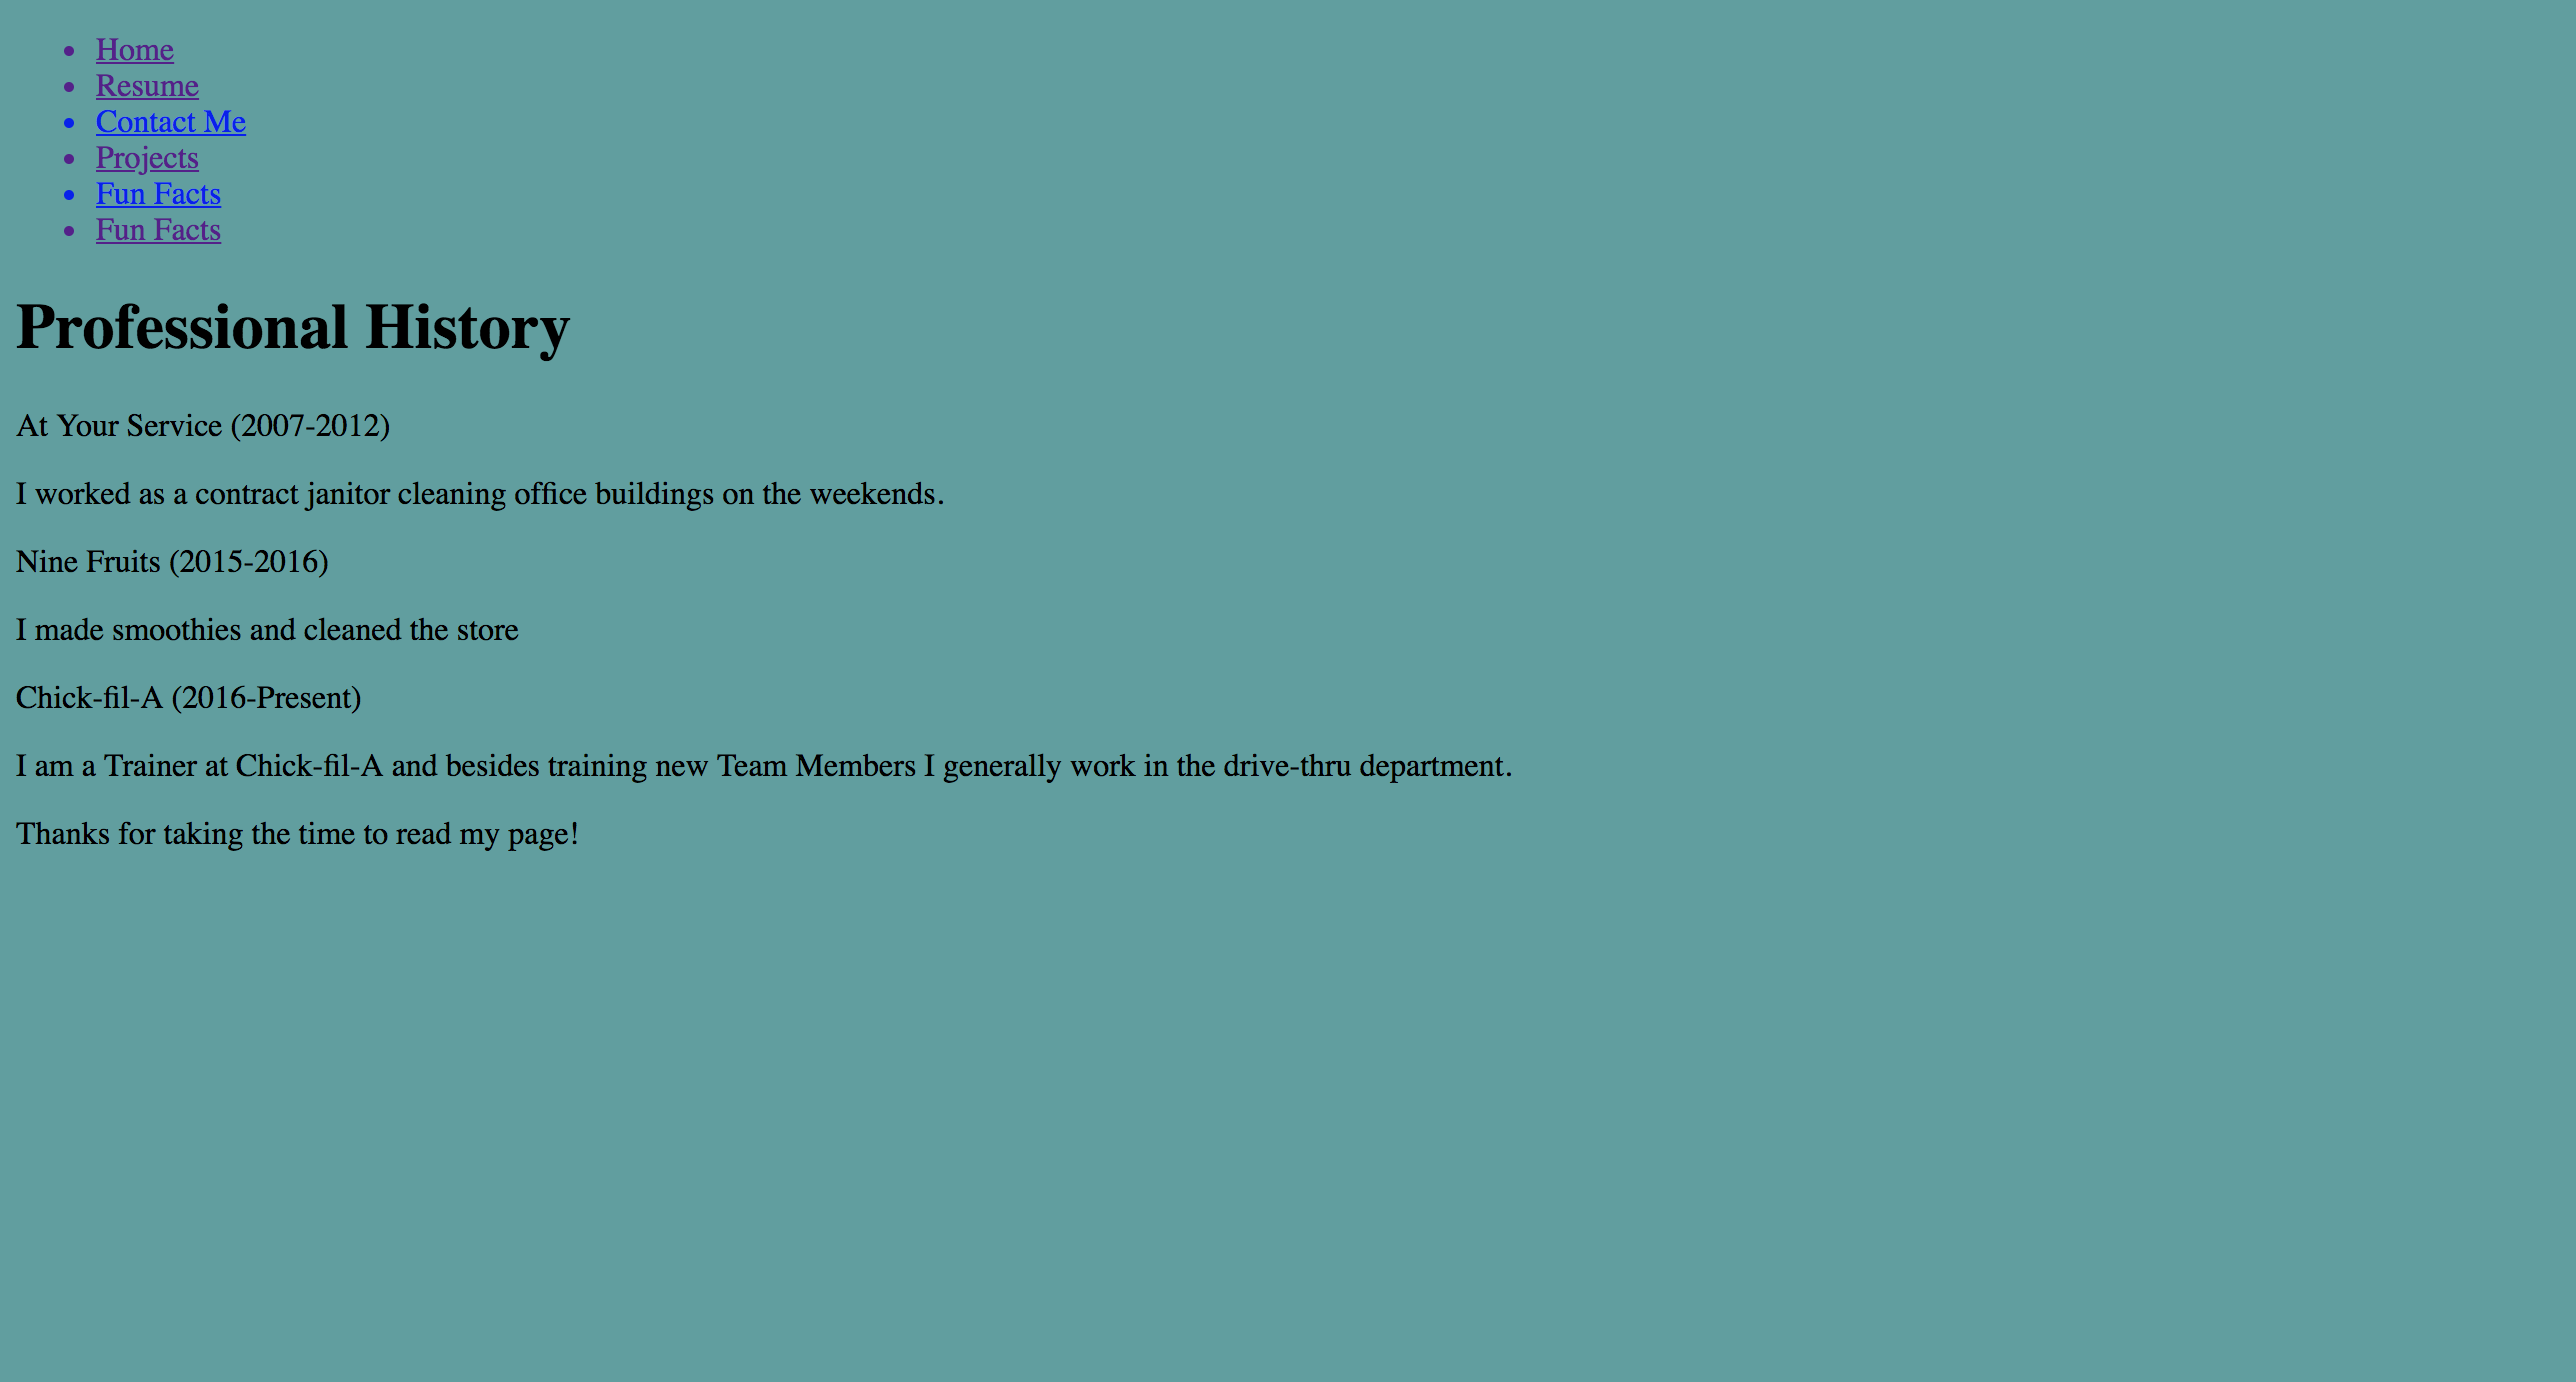 Home
Resume
Contact Me
Projects
Fun Facts
Fun Facts
Professional History
At Your Service (2007-2012)
I worked as a contract janitor cleaning office buildings on the weekends.
Nine Fruits (2015-2016)
I made smoothies and cleaned the store
Chick-fil-A (2016-Present)
I am a Trainer at Chick-fil-A and besides training new Team Members I generally work in the drive-thru department.
Thanks for taking the time to read my page!